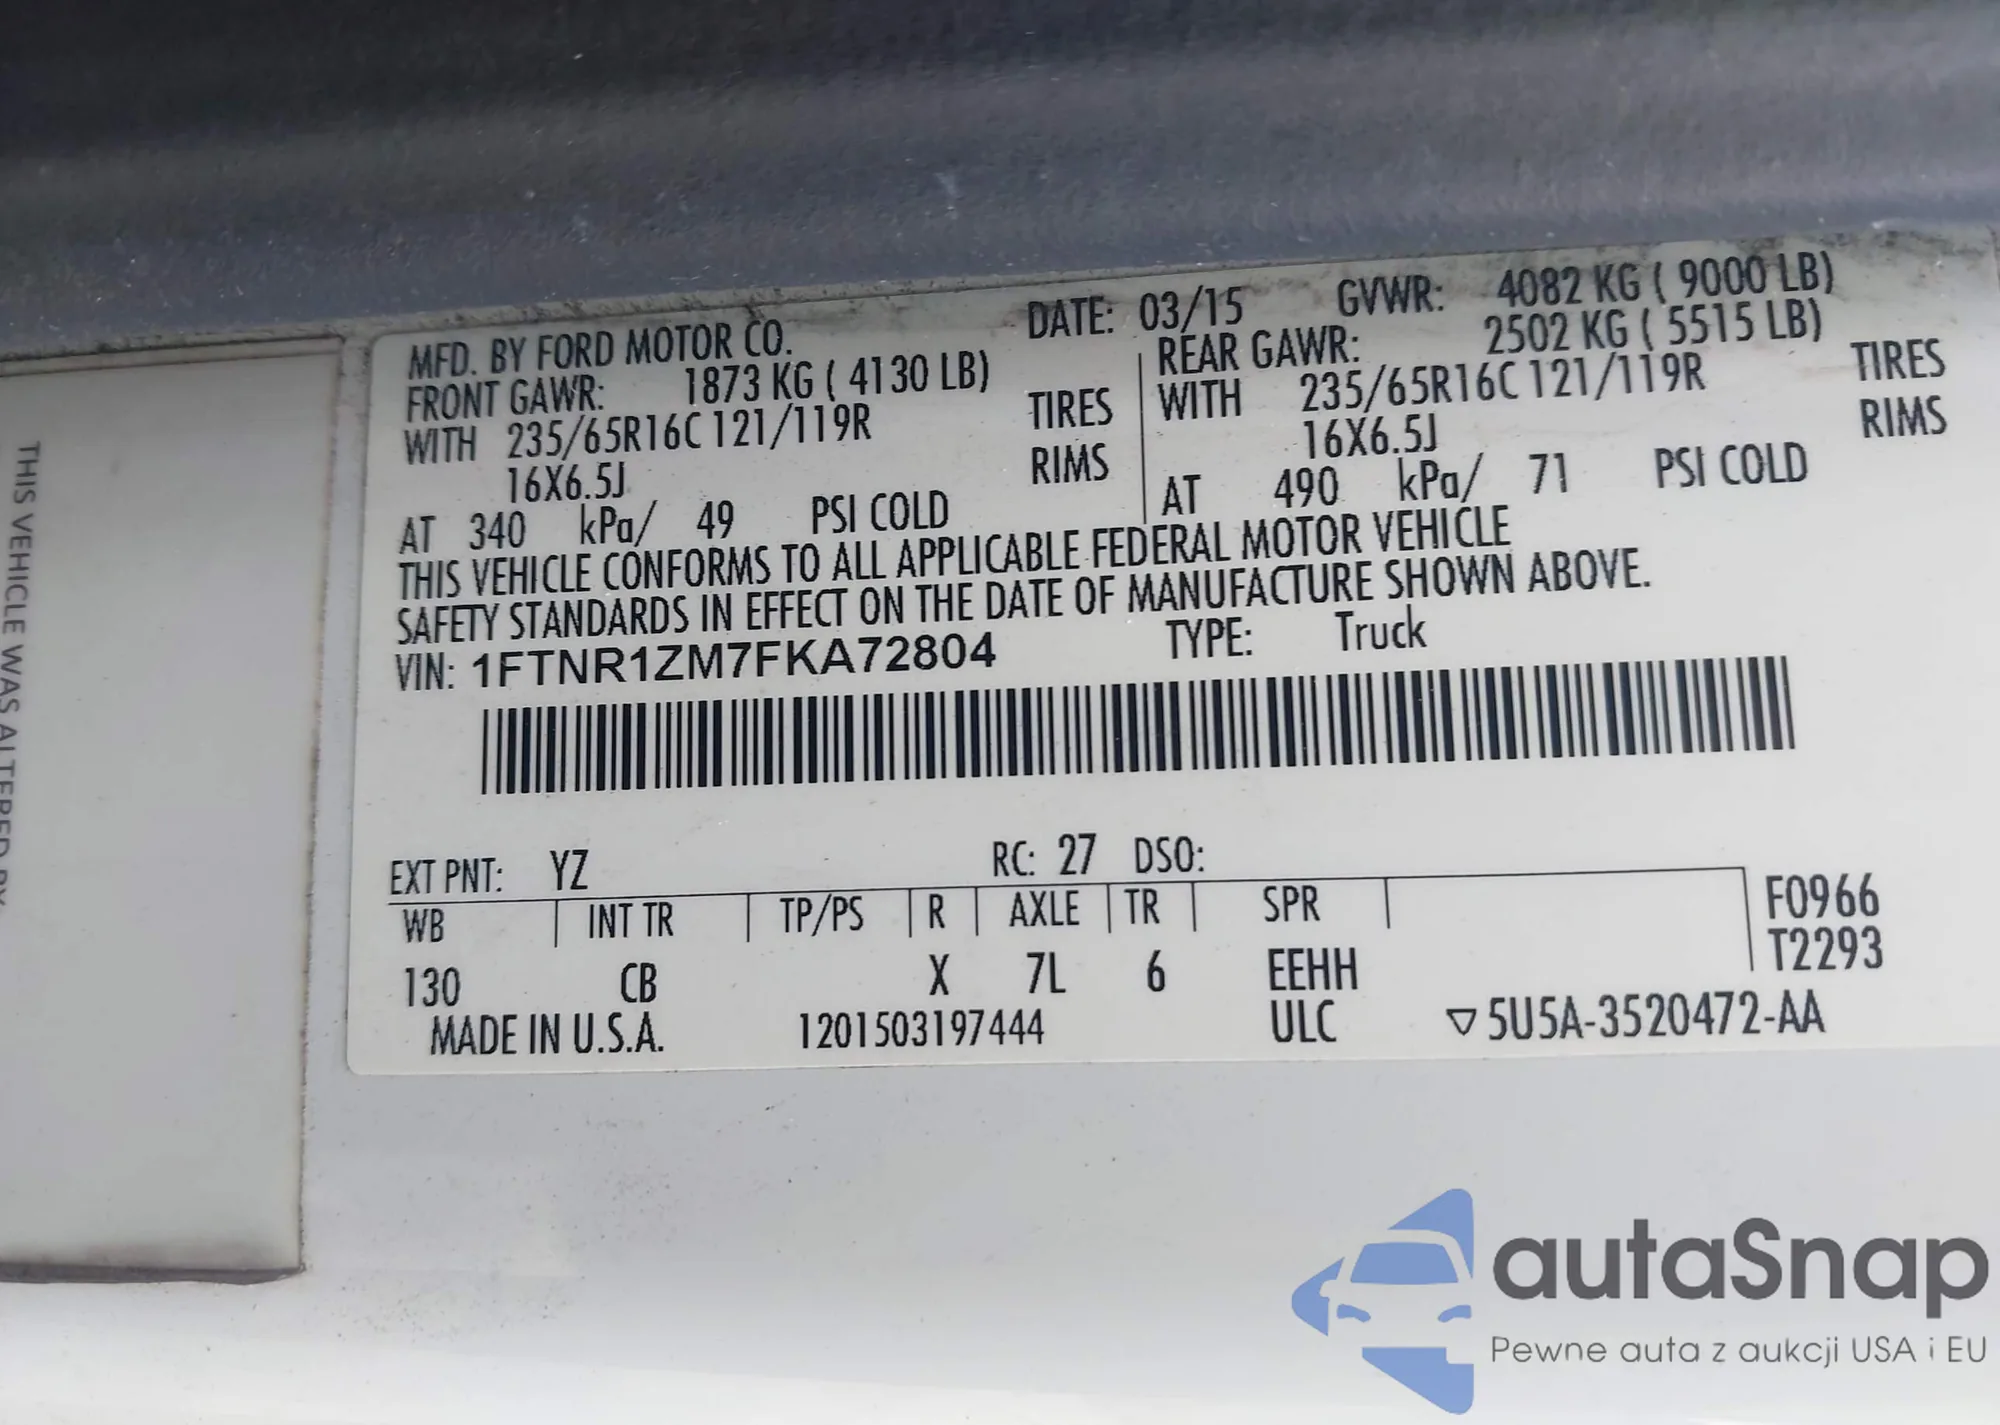 THIS VEHICLE WAS ALTERED BY
MFD. BY FORD MOTOR CO. DATE: 03/15 GVWR: 4082 KG ( 9000 LB)
FRONT GAWR: 1873 KG ( 4130 LB) REAR GAWR: 2502 KG ( 5515 LB)
WITH 235/65R16C 121/119R TIRES WITH 235/65R16C 121/119R TIRES
16X6.5J RIMS 16X6.5J RIMS
AT 340 kPa/ 49 PSI COLD AT 490 kPa/ 71 PSI COLD
THIS VEHICLE CONFORMS TO ALL APPLICABLE FEDERAL MOTOR VEHICLE
SAFETY STANDARDS IN EFFECT ON THE DATE OF MANUFACTURE SHOWN ABOVE.
VIN: 1FTNR1ZM7FKA72804 TYPE: Truck
EXT PNT: YZ RC: 27 DSO:
WB INT TR TP/PS R AXLE TR SPR F0966
T2293
130 CB X 7L 6 EEHH
MADE IN U.S.A. 1201503197444 ULC ▽5U5A-3520472-AA
autaSnap
Pewne auta z aukcji USA i EU